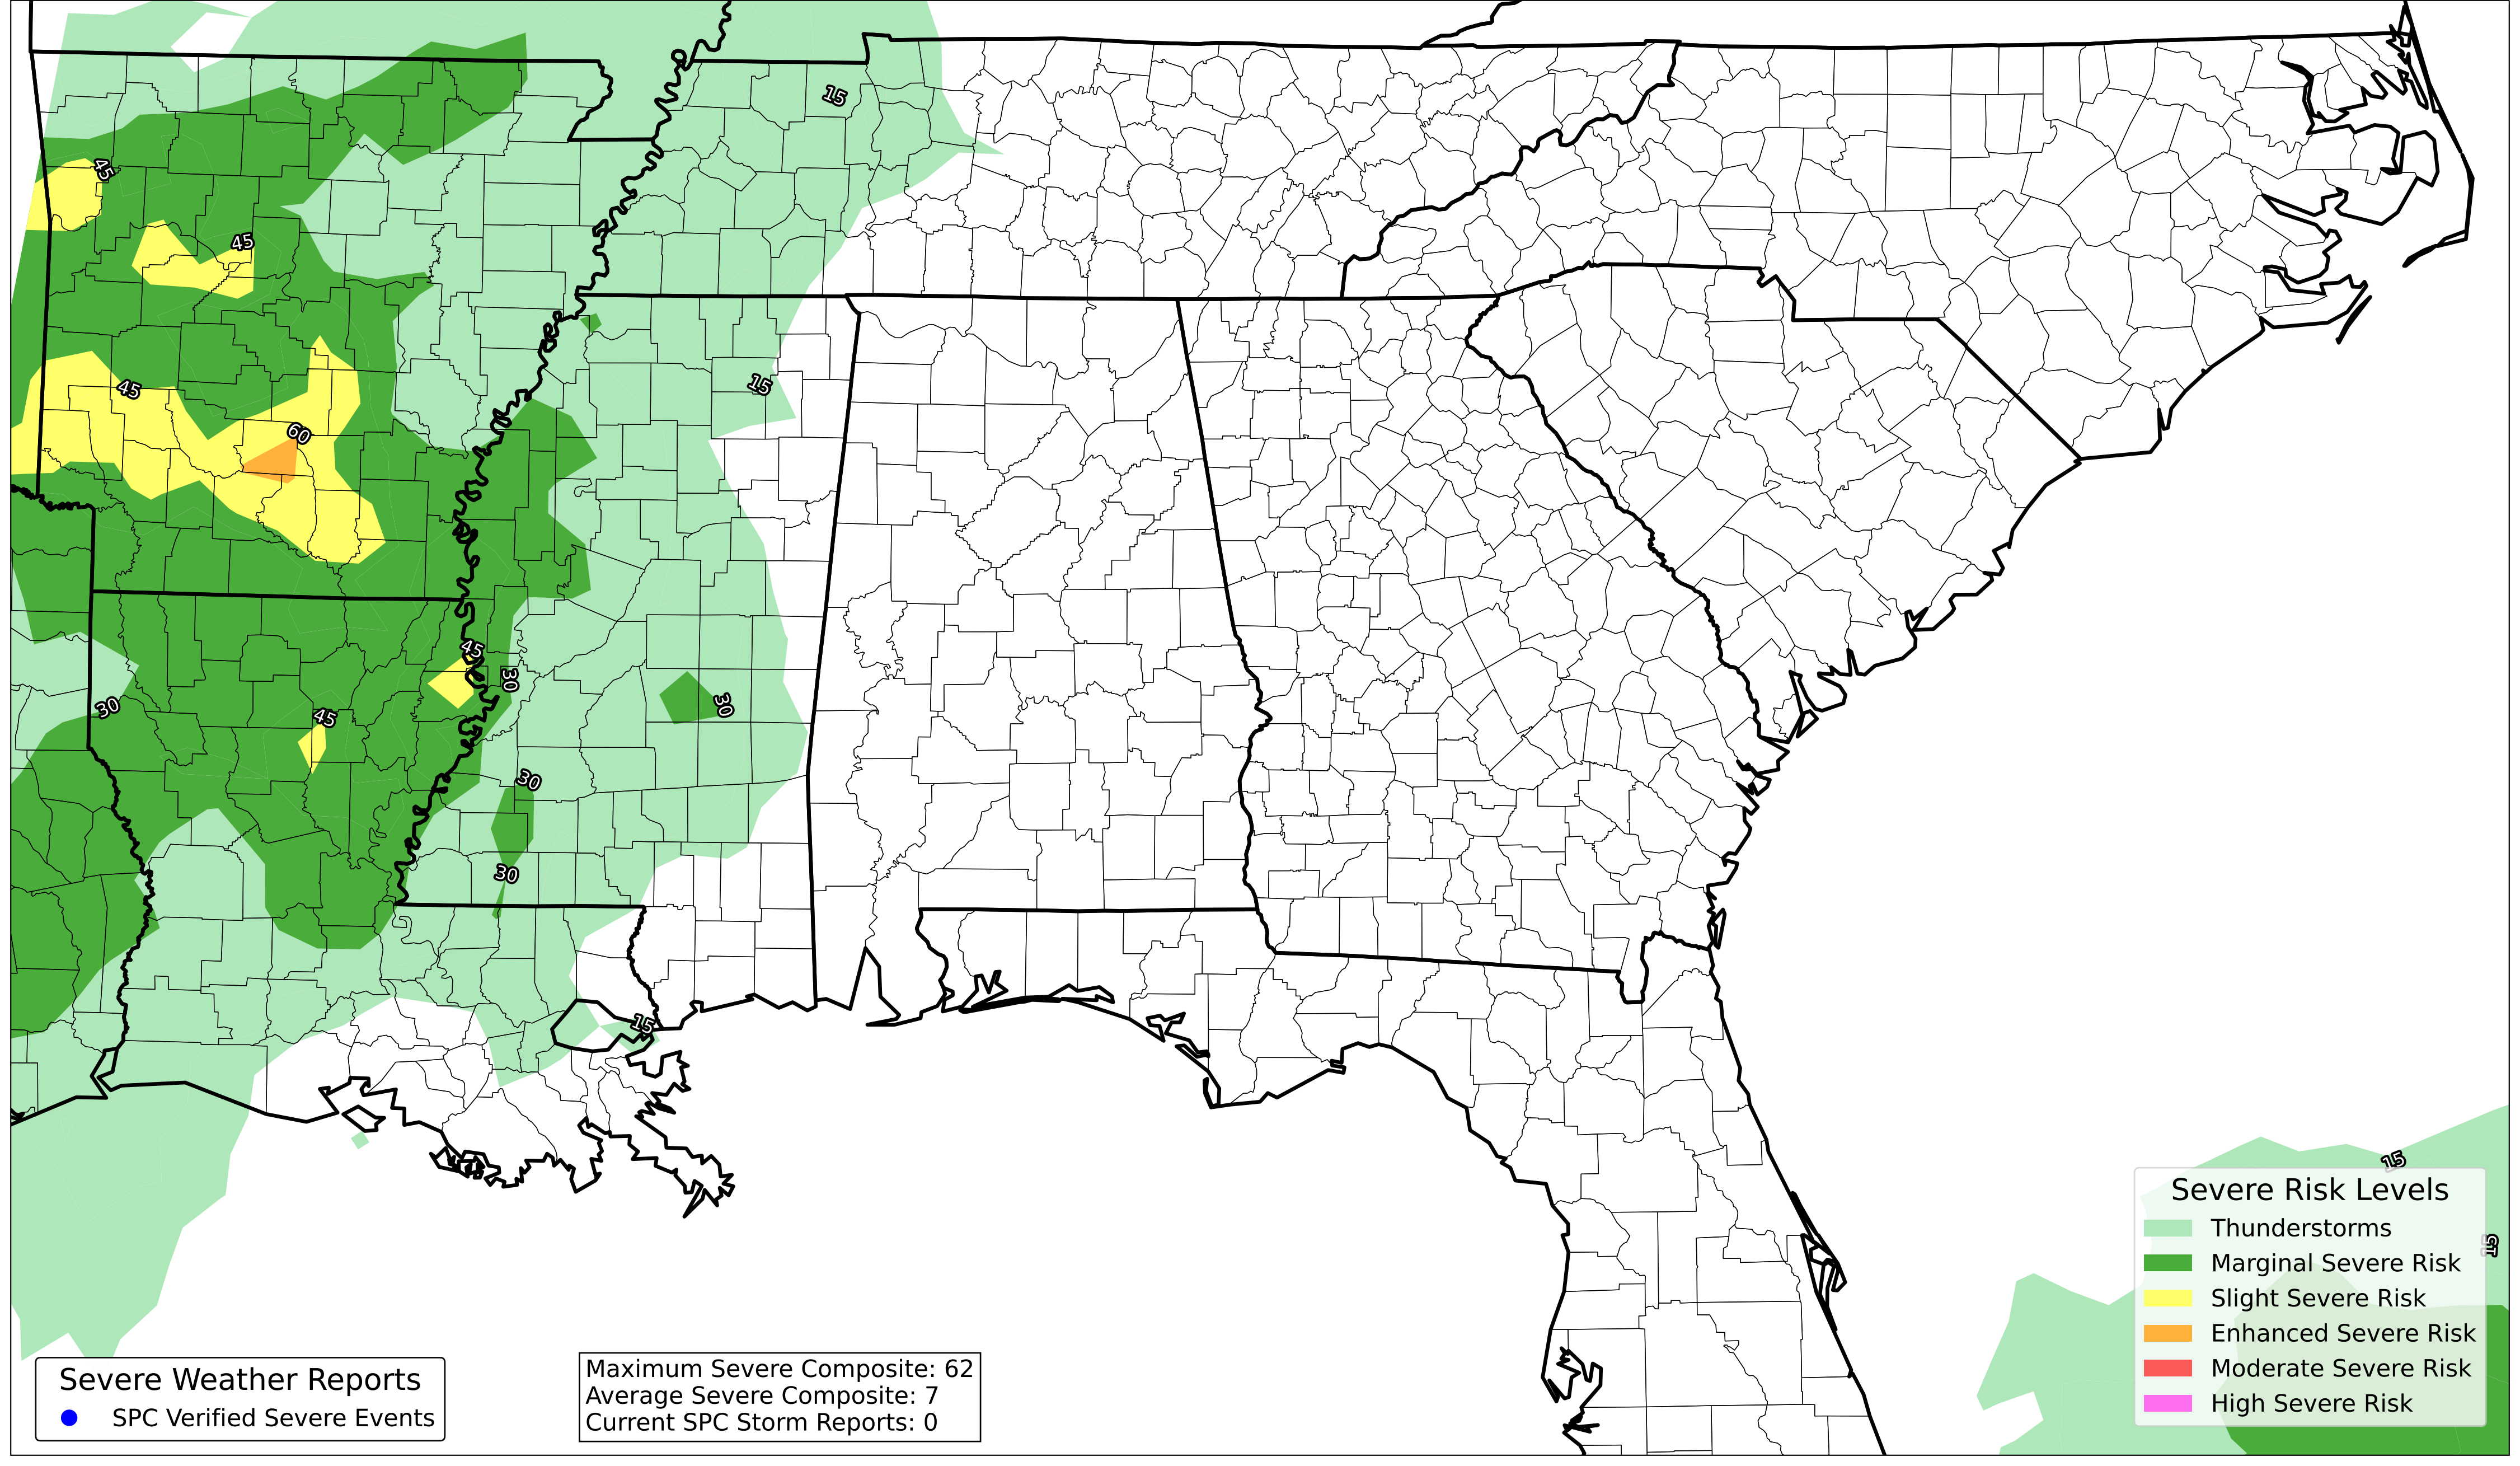 15
45
45
15
45
60
45
30
30
30
45
30
30
15
15
15
Severe Risk Levels
Thunderstorms
Marginal Severe Risk
Slight Severe Risk
Enhanced Severe Risk
Moderate Severe Risk
High Severe Risk
Severe Weather Reports
SPC Verified Severe Events
Maximum Severe Composite: 62
Average Severe Composite: 7
Current SPC Storm Reports: 0